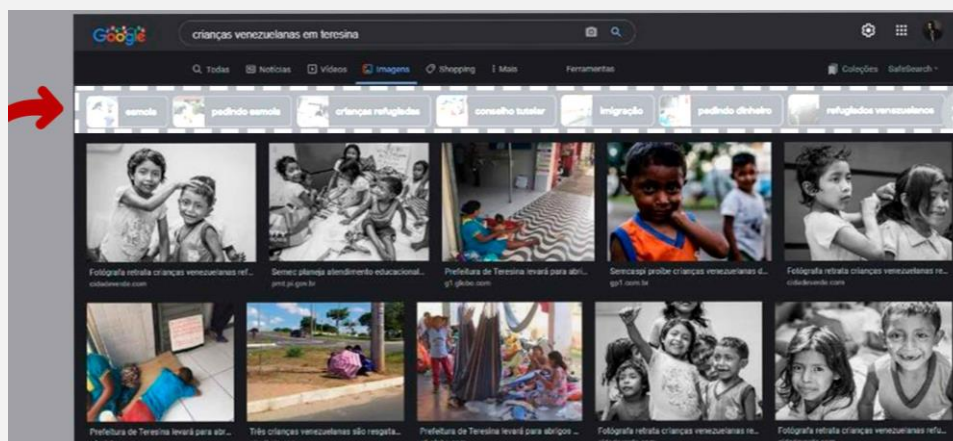 Google
crianças venezuelanas em teresina
Todas Notícias Vídeos Imagens Shopping Mais Ferramentas Coleções SafeSearch
esmola pedindo esmola crianças refugiadas conselho tutelar imigração pedindo dinheiro refugiados venezuelanos
Fotógrafa retrata crianças venezuelanas ref... Semec planeja atendimento educacional... Prefeitura de Teresina levará para abri... Semcaspi proíbe crianças venezuelanas d... Fotógrafa retrata crianças venezuelanas re...
cidadeverde.com pmt.pi.gov.br g1.globo.com gp1.com.br cidadeverde.com
Prefeitura de Teresina levará para abr... Três crianças venezuelanas são resgata... Prefeitura de Teresina levará para abrigos ... Fotógrafa retrata crianças venezuelanas re... Fotógrafa retrata crianças venezuelanas refu...